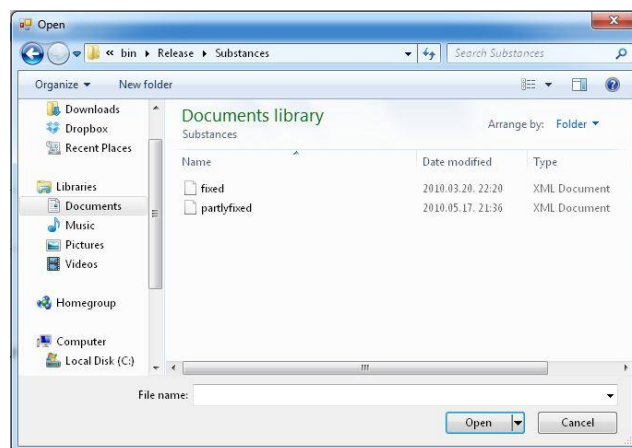 Open
« bin ▸ Release ▸ Substances
Search Substances
Organize
New folder
Downloads
Dropbox
Recent Places
Libraries
Documents
Music
Pictures
Videos
Homegroup
Computer
Local Disk (C:)
Documents library
Substances
Arrange by: Folder
Name Date modified Type
fixed 2010.03.20. 22:20 XML Document
partlyfixed 2010.05.17. 21:36 XML Document
File name:
Open Cancel